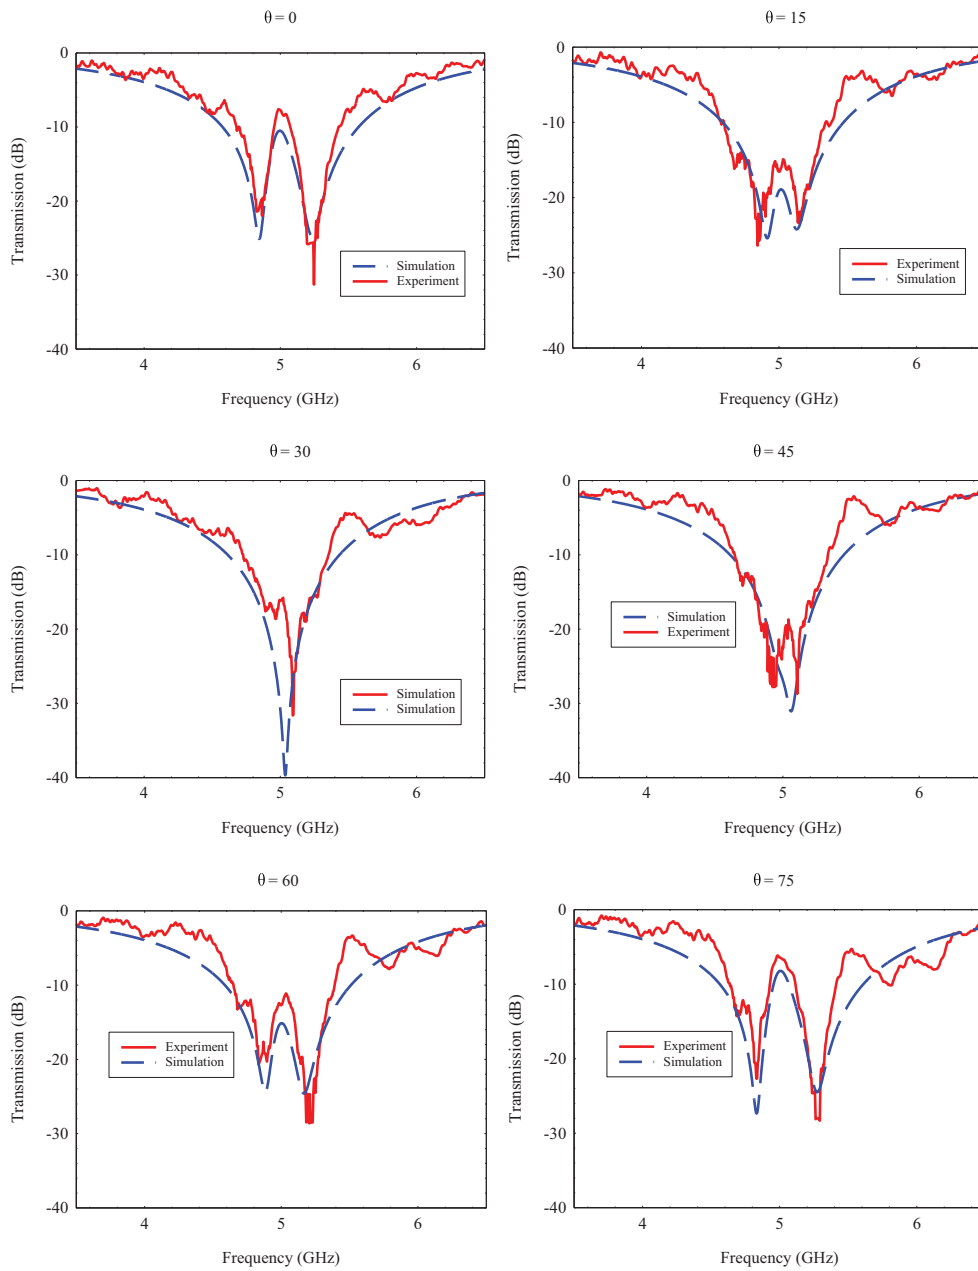 θ = 0
0
-10
-20
-30
-40
Transmission (dB)
Simulation
Experiment
4
5
6
Frequency (GHz)
θ = 15
0
-10
-20
-30
-40
Transmission (dB)
Experiment
Simulation
4
5
6
Frequency (GHz)
θ = 30
0
-10
-20
-30
-40
Transmission (dB)
Simulation
Simulation
4
5
6
Frequency (GHz)
θ = 45
0
-10
-20
-30
-40
Transmission (dB)
Simulation
Experiment
4
5
6
Frequency (GHz)
θ = 60
0
-10
-20
-30
-40
Transmission (dB)
Experiment
Simulation
4
5
6
Frequency (GHz)
θ = 75
0
-10
-20
-30
-40
Transmission (dB)
Experiment
Simulation
4
5
6
Frequency (GHz)